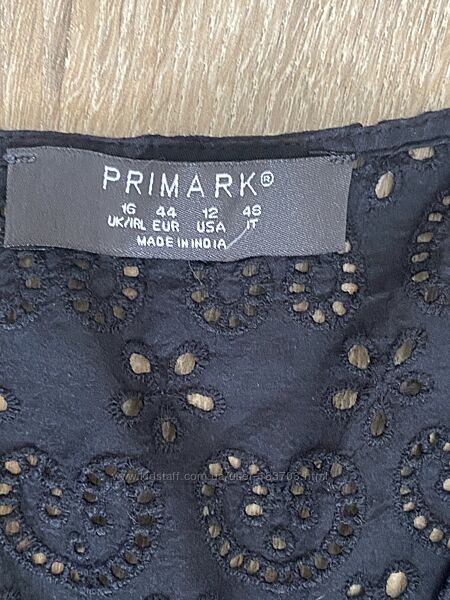 PRIMARK®
16 44 12 48
UK/IRL EUR USA IT
MADE IN INDIA